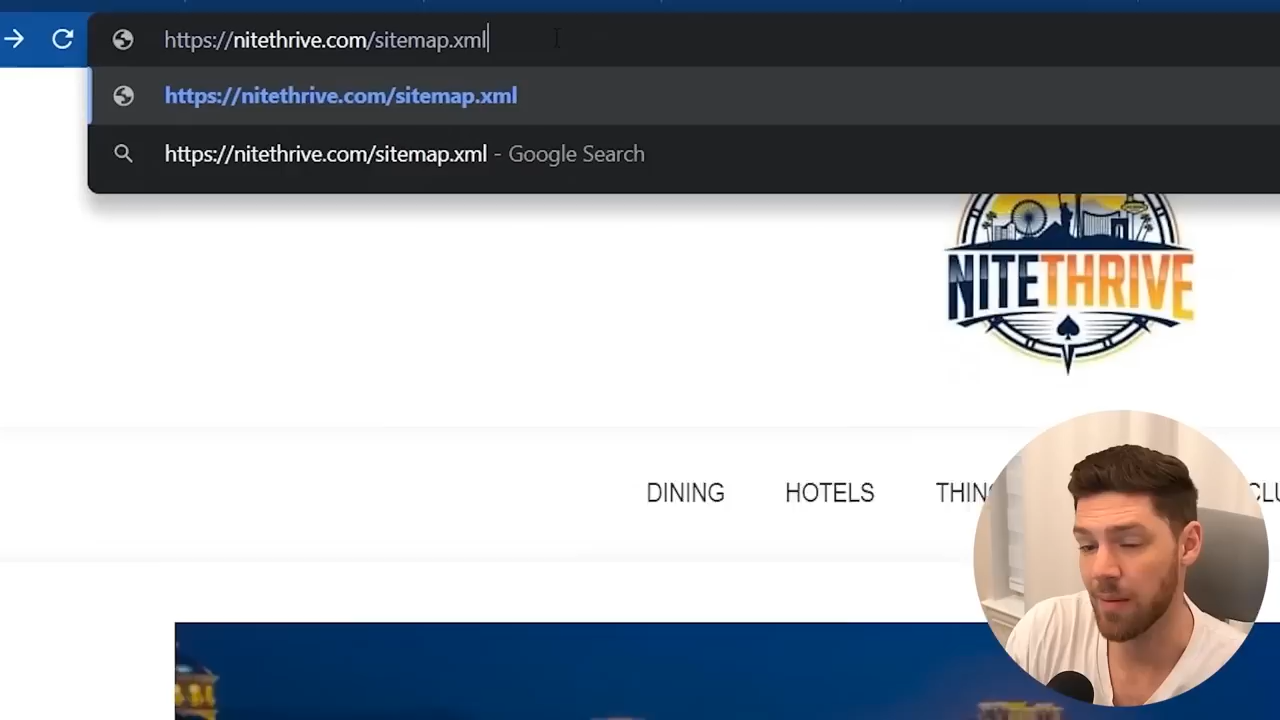 https://nitethrive.com/sitemap.xml
https://nitethrive.com/sitemap.xml
https://nitethrive.com/sitemap.xml - Google Search
NITETHRIVE
DINING HOTELS